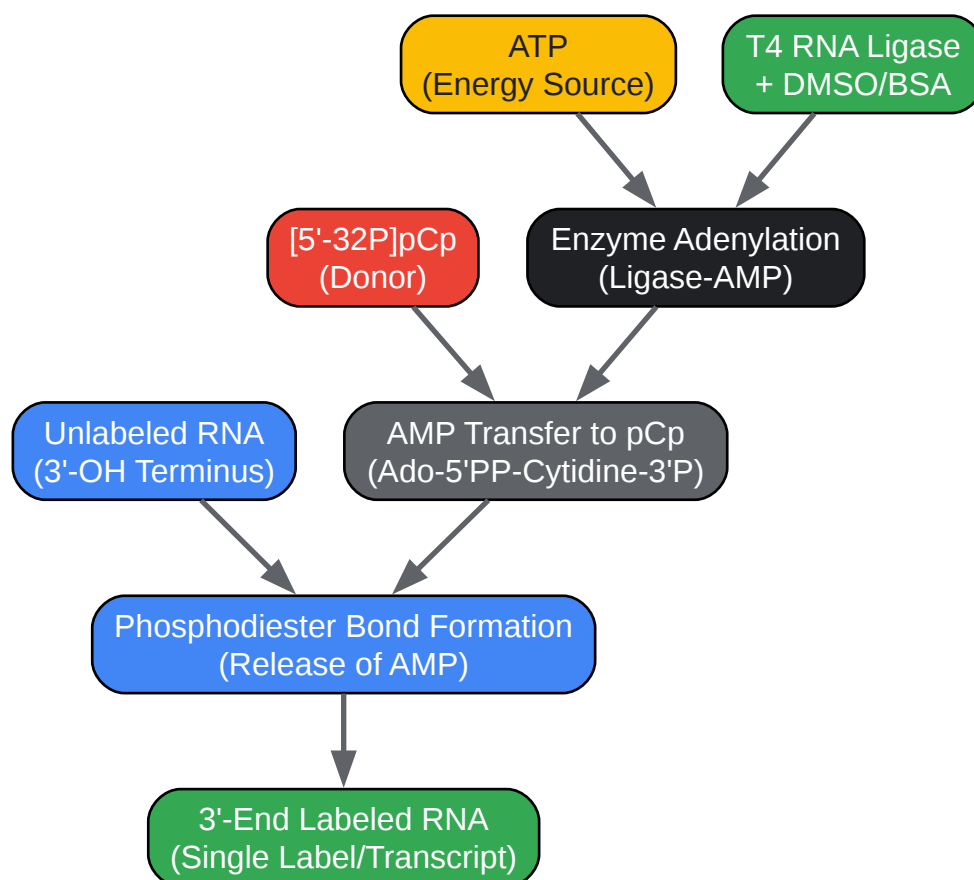 ATP
(Energy Source)
T4 RNA Ligase
+ DMSO/BSA
[5'-32P]pCp
(Donor)
Enzyme Adenylation
(Ligase-AMP)
Unlabeled RNA
(3'-OH Terminus)
AMP Transfer to pCp
(Ado-5'PP-Cytidine-3'P)
Phosphodiester Bond Formation
(Release of AMP)
3'-End Labeled RNA
(Single Label/Transcript)